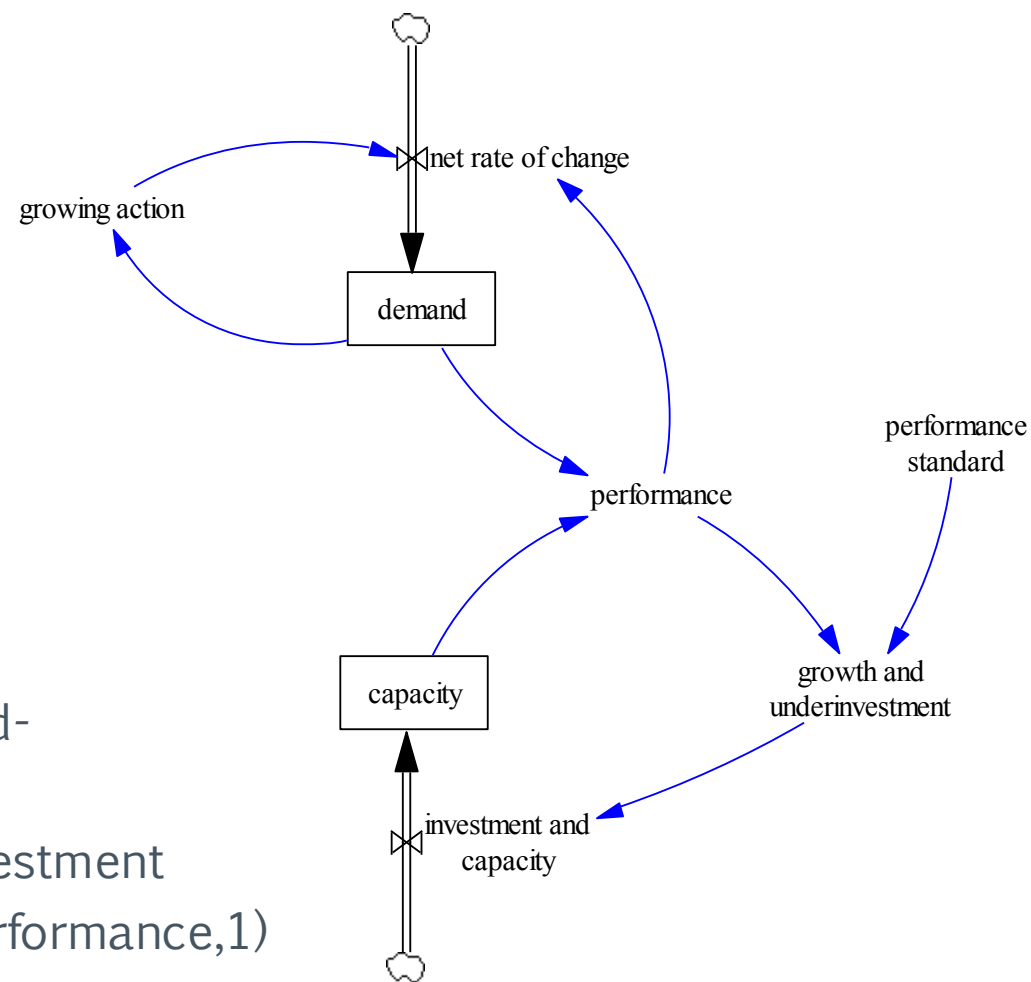 net rate of change
growing action
demand
performance
standard
performance
growth and
underinvestment
capacity
d-
investment and
capacity
estment
rformance,1)